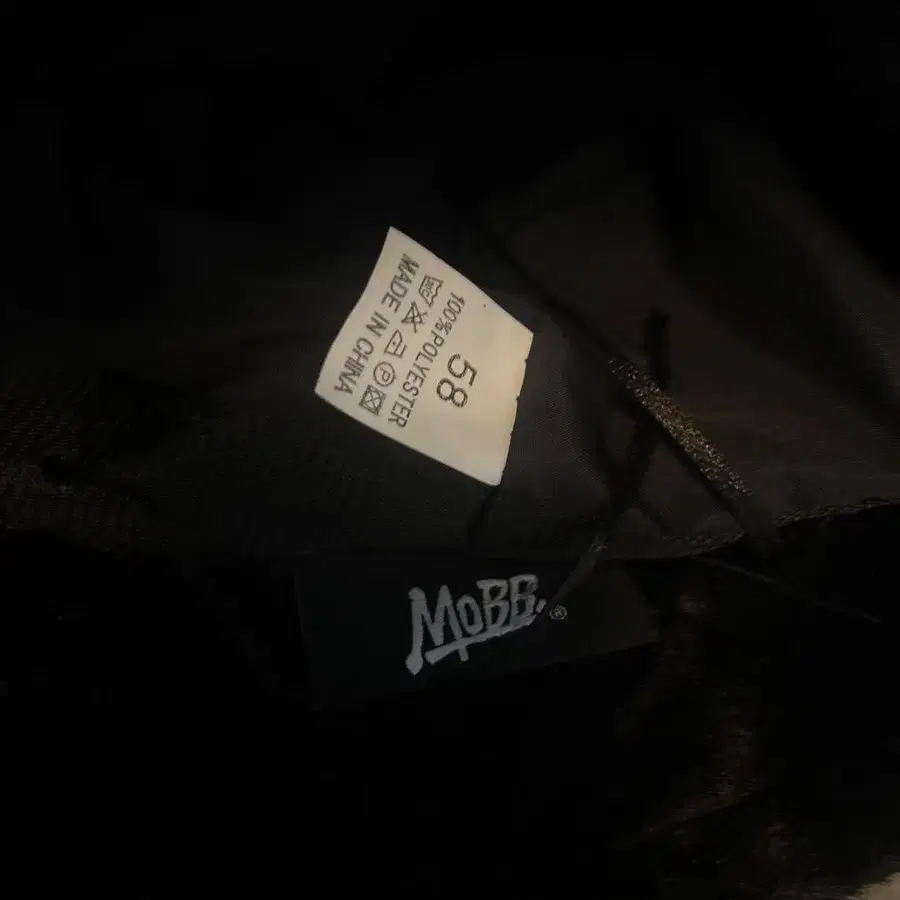 58
100%POLYESTER
MADE IN CHINA
MOBB.®